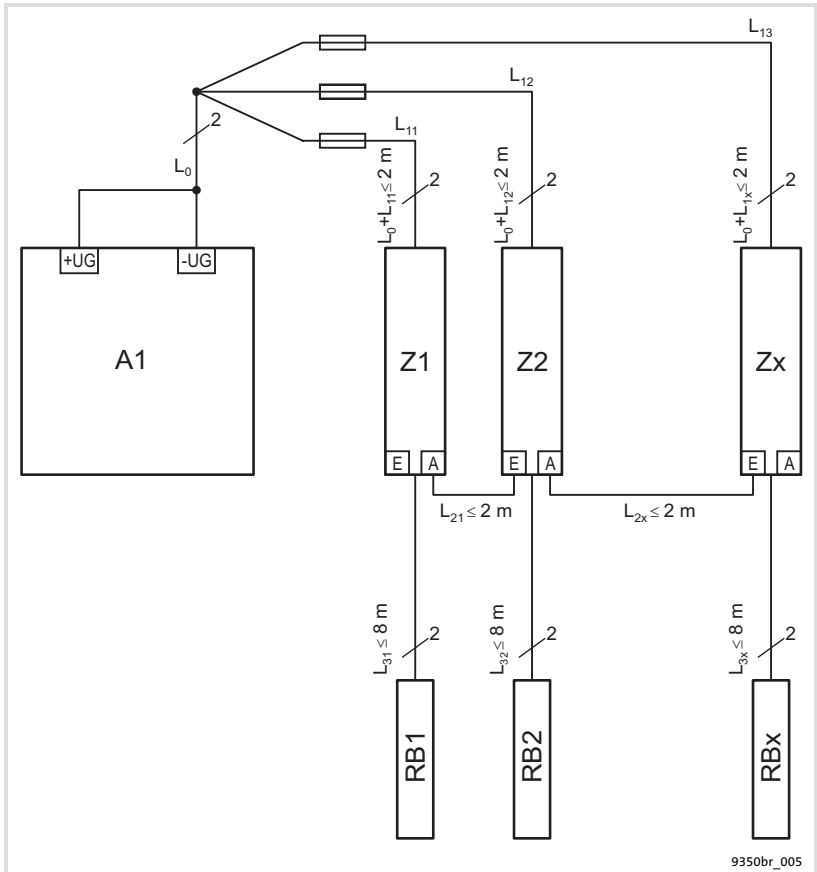 L13
L12
L11
2
L0
L0+L11≤ 2 m
2
L0+L12≤ 2 m
2
L0+L1x≤ 2 m
2
+UG
-UG
A1
Z1
Z2
Zx
E
A
E
A
E
A
L21≤ 2 m
L2x≤ 2 m
L31≤ 8 m
2
L32≤ 8 m
2
L3x≤ 8 m
2
RB1
RB2
RBx
9350br_005